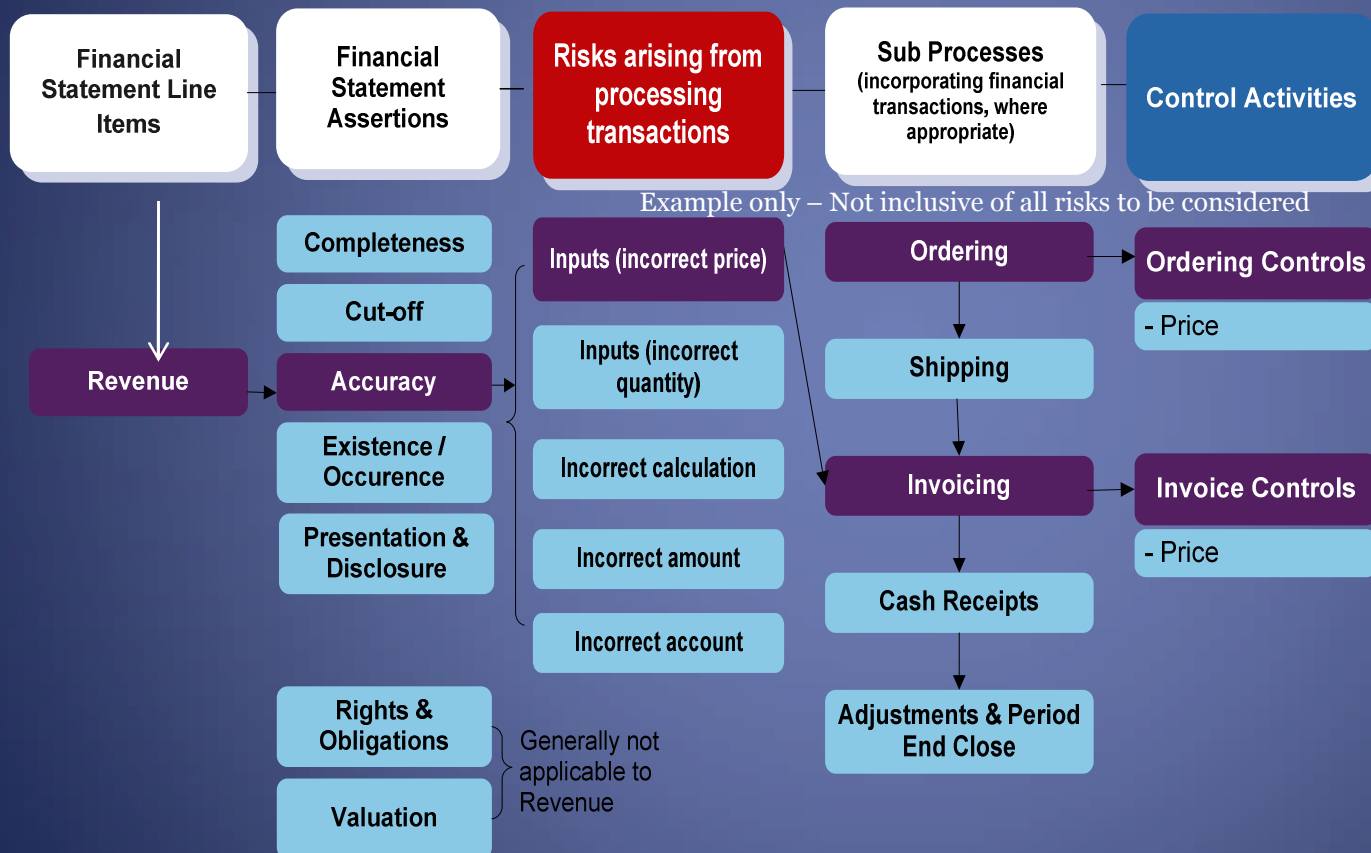 Financial
Statement Line
Items
Financial
Statement
Assertions
Risks arising from
processing
transactions
Sub Processes
(incorporating financial
transactions, where
appropriate)
Control Activities
Example only – Not inclusive of all risks to be considered
Revenue
Completeness
Cut-off
Accuracy
Existence /
Occurence
Presentation &
Disclosure
Rights &
Obligations
Valuation
Generally not
applicable to
Revenue
Inputs (incorrect price)
Inputs (incorrect
quantity)
Incorrect calculation
Incorrect amount
Incorrect account
Ordering
Shipping
Invoicing
Cash Receipts
Adjustments & Period
End Close
Ordering Controls
- Price
Invoice Controls
- Price